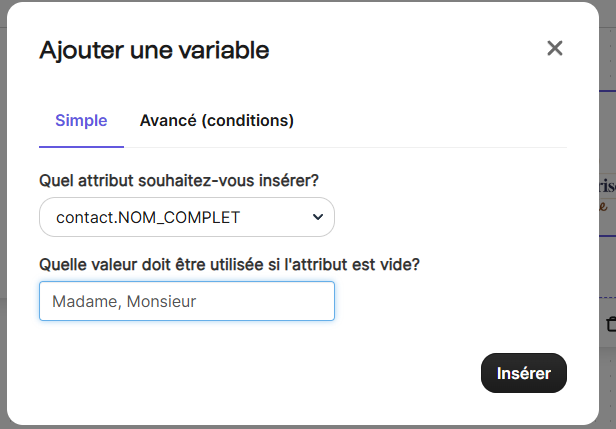 Ajouter une variable
Simple
Avancé (conditions)
Quel attribut souhaitez-vous insérer?
contact.NOM_COMPLET
Quelle valeur doit être utilisée si l'attribut est vide?
Madame, Monsieur
Insérer